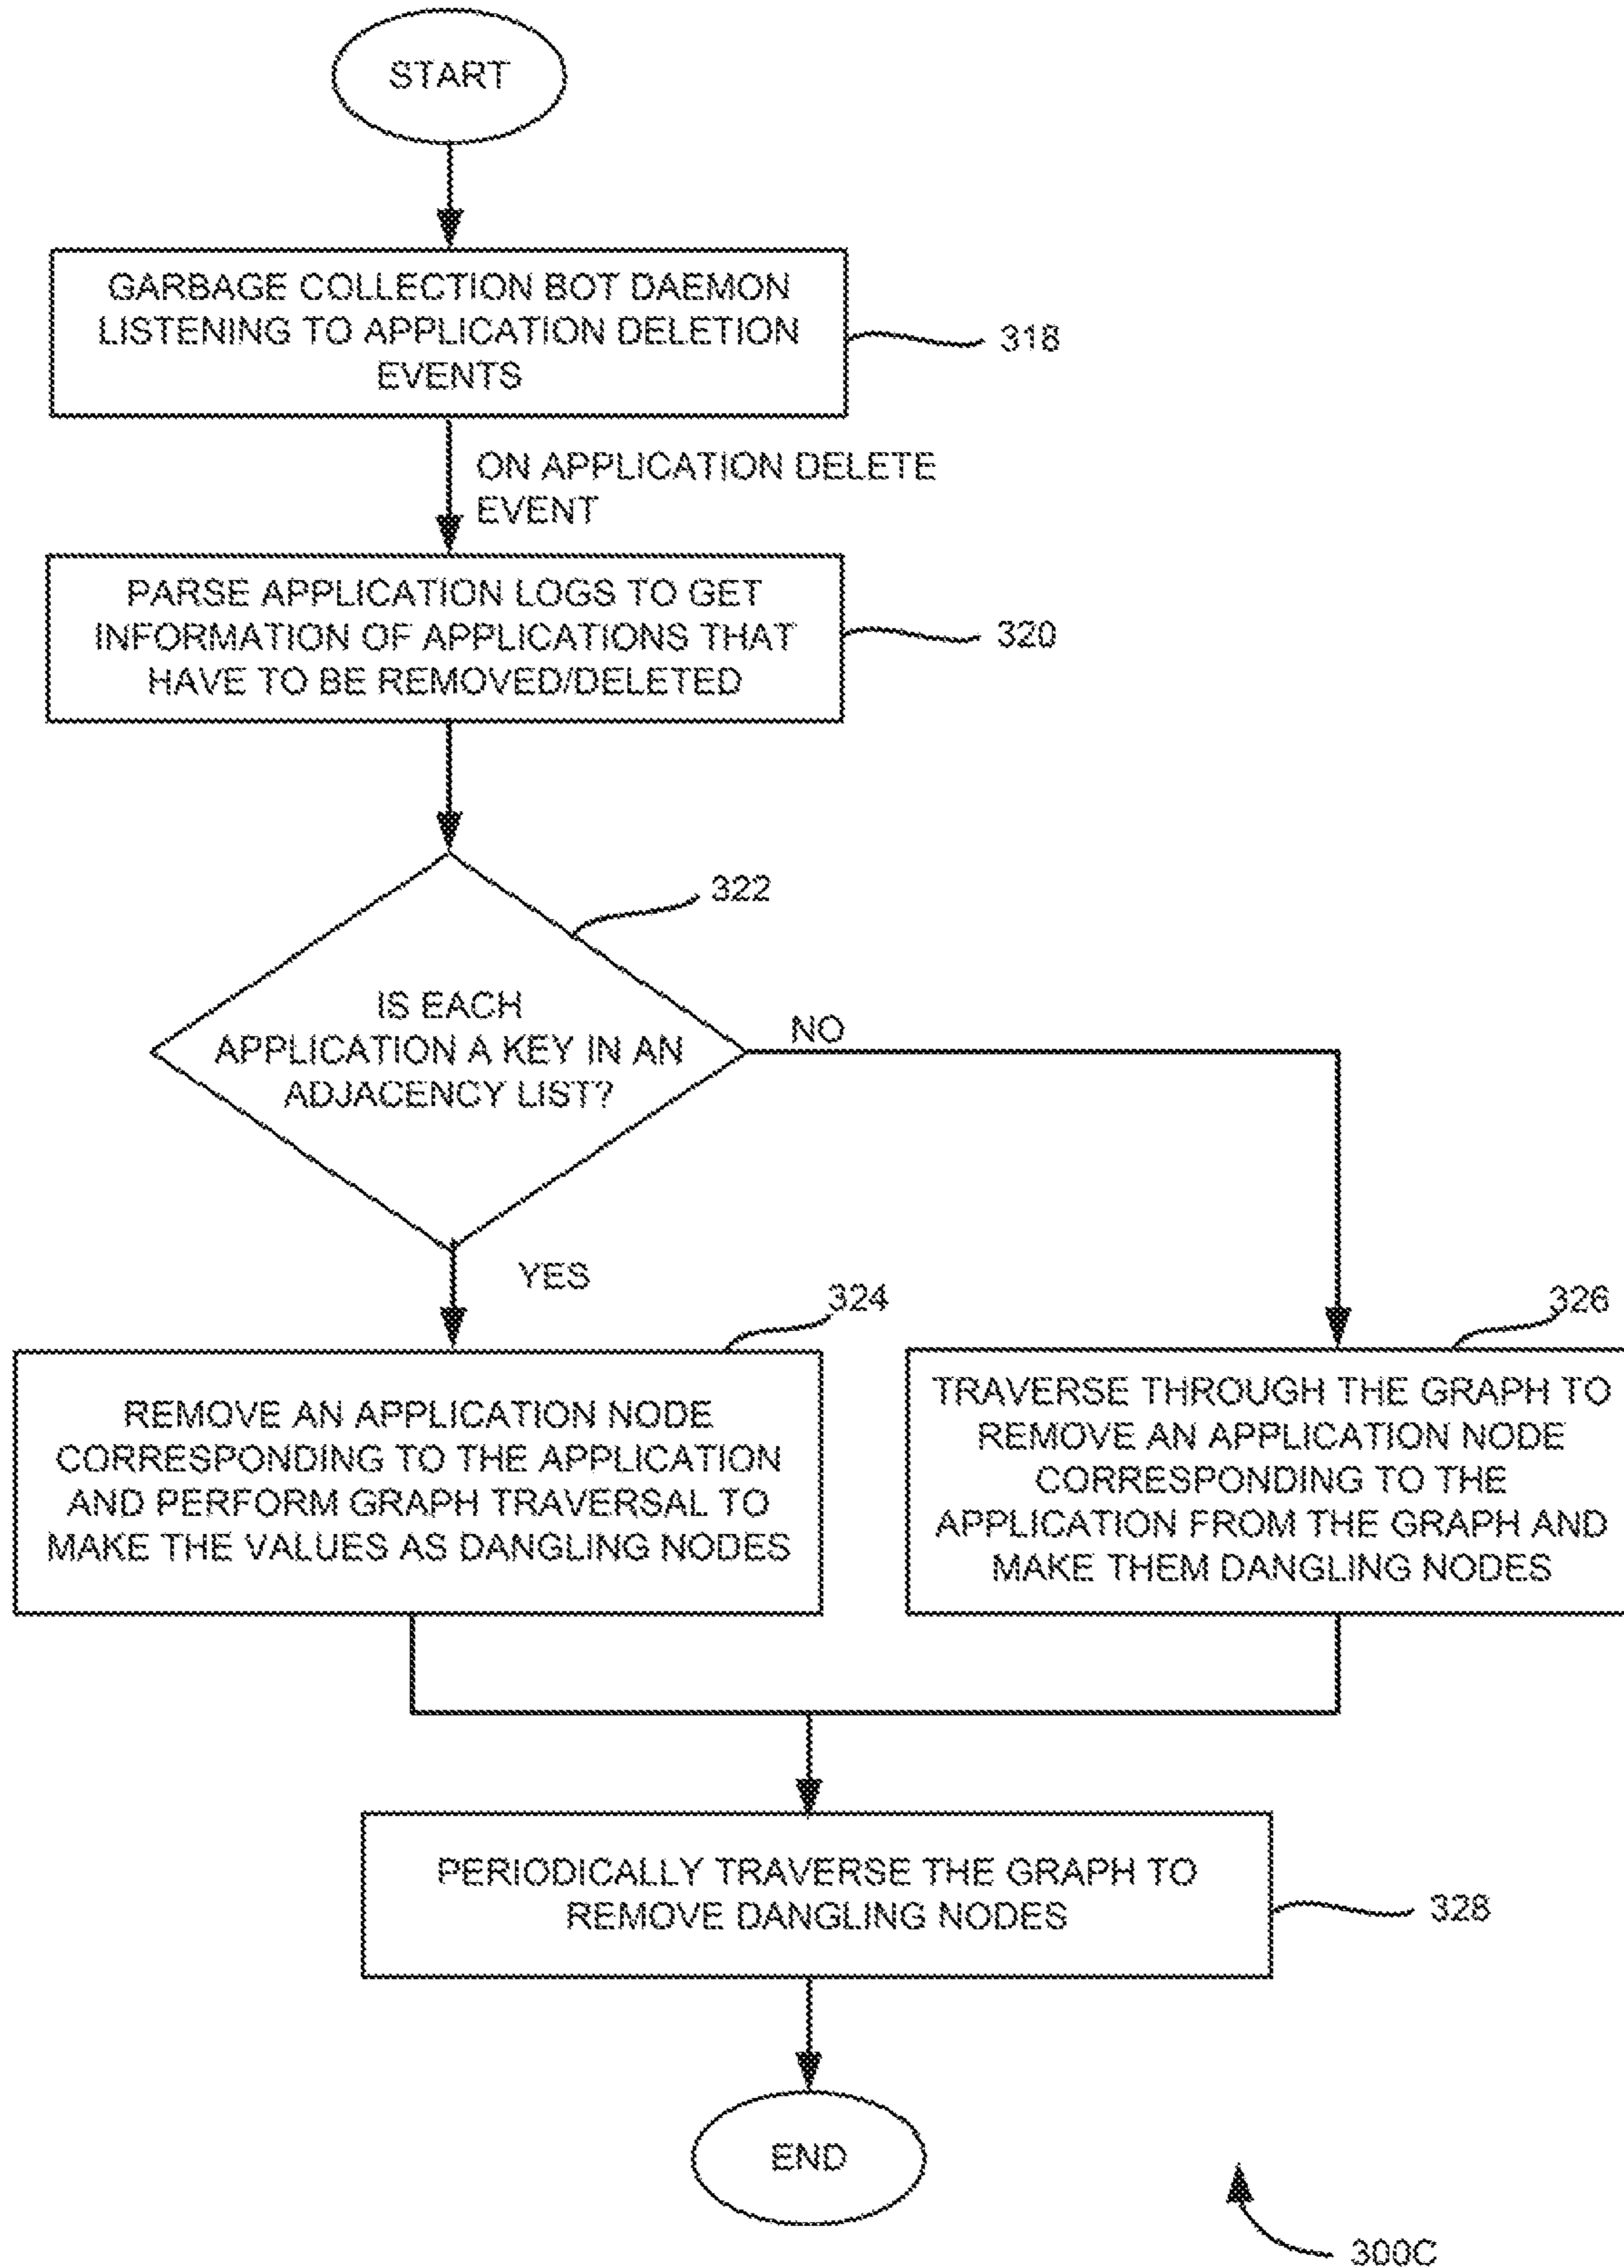 START
GARBAGE COLLECTION BOT DAEMON
LISTENING TO APPLICATION DELETION
EVENTS
318
ON APPLICATION DELETE
EVENT
PARSE APPLICATION LOGS TO GET
INFORMATION OF APPLICATIONS THAT
HAVE TO BE REMOVED/DELETED
320
322
IS EACH
APPLICATION A KEY IN AN
ADJACENCY LIST?
NO
YES
324
REMOVE AN APPLICATION NODE
CORRESPONDING TO THE APPLICATION
AND PERFORM GRAPH TRAVERSAL TO
MAKE THE VALUES AS DANGLING NODES
326
TRAVERSE THROUGH THE GRAPH TO
REMOVE AN APPLICATION NODE
CORRESPONDING TO THE
APPLICATION FROM THE GRAPH AND
MAKE THEM DANGLING NODES
PERIODICALLY TRAVERSE THE GRAPH TO
REMOVE DANGLING NODES
328
END
300C